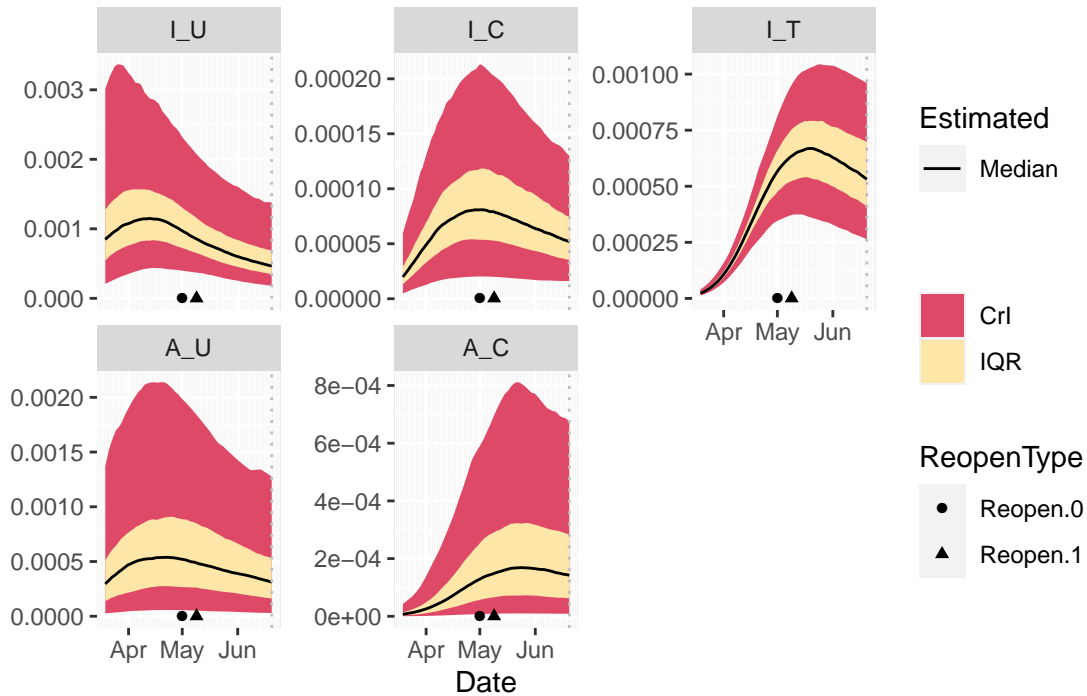 I_U
I_C
I_T
0.003
0.002
0.001
0.000
0.00020
0.00015
0.00010
0.00005
0.00000
0.00100
0.00075
0.00050
0.00025
0.00000
Apr May Jun
A_U
A_C
0.0020
0.0015
0.0010
0.0005
0.0000
Apr May Jun
8e−04
6e−04
4e−04
2e−04
0e+00
Apr May Jun
Date
Estimated
Median
CrI
IQR
ReopenType
Reopen.0
Reopen.1